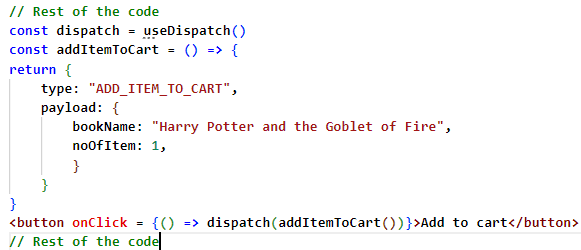 // Rest of the code
const dispatch = useDispatch()
const addItemToCart = () => {
return {
    type: "ADD_ITEM_TO_CART",
    payload: {
        bookName: "Harry Potter and the Goblet of Fire",
        noOfItem: 1,
        }
    }
}
<button onClick = {() => dispatch(addItemToCart())}>Add to cart</button>
// Rest of the code